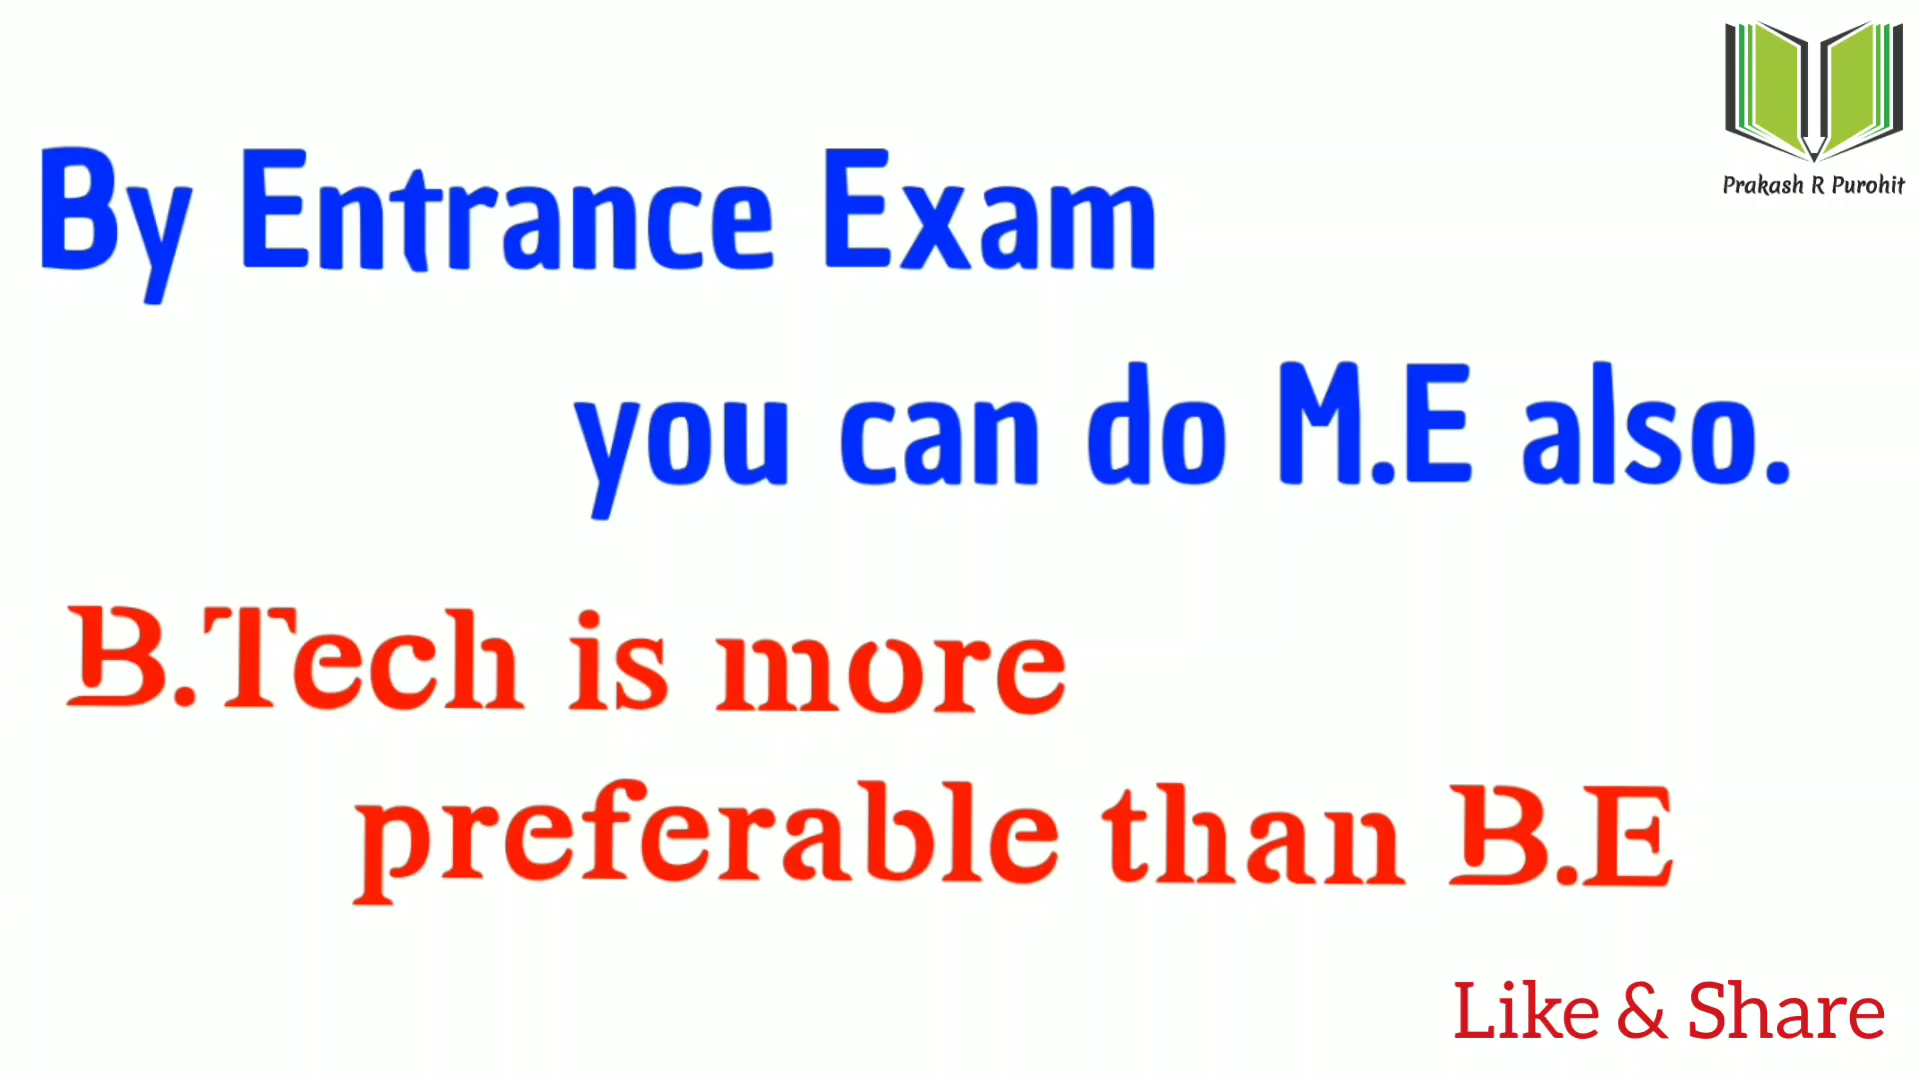 Prakash R Purohit
By Entrance Exam
you can do M.E also.
B.Tech is more
preferable than B.E
Like & Share